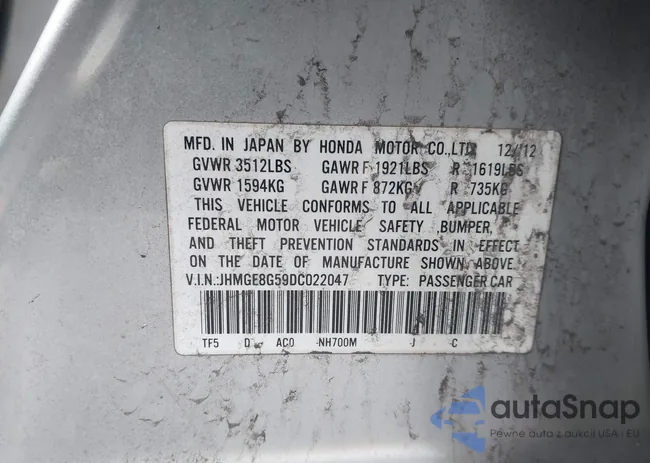 MFD. IN JAPAN BY HONDA MOTOR CO.,LTD. 12/12
GVWR 3512LBS GAWR F 1921LBS R 1619LBS
GVWR 1594KG GAWR F 872KG R 735KG
THIS VEHICLE CONFORMS TO ALL APPLICABLE
FEDERAL MOTOR VEHICLE SAFETY ,BUMPER,
AND THEFT PREVENTION STANDARDS IN EFFECT
ON THE DATE OF MANUFACTURE SHOWN ABOVE.
V.I.N.:JHMGE8G59DC022047 TYPE: PASSENGER CAR
TF5 D AC0 NH700M J C
autaSnap
Pewne auta z aukcji USA - EU